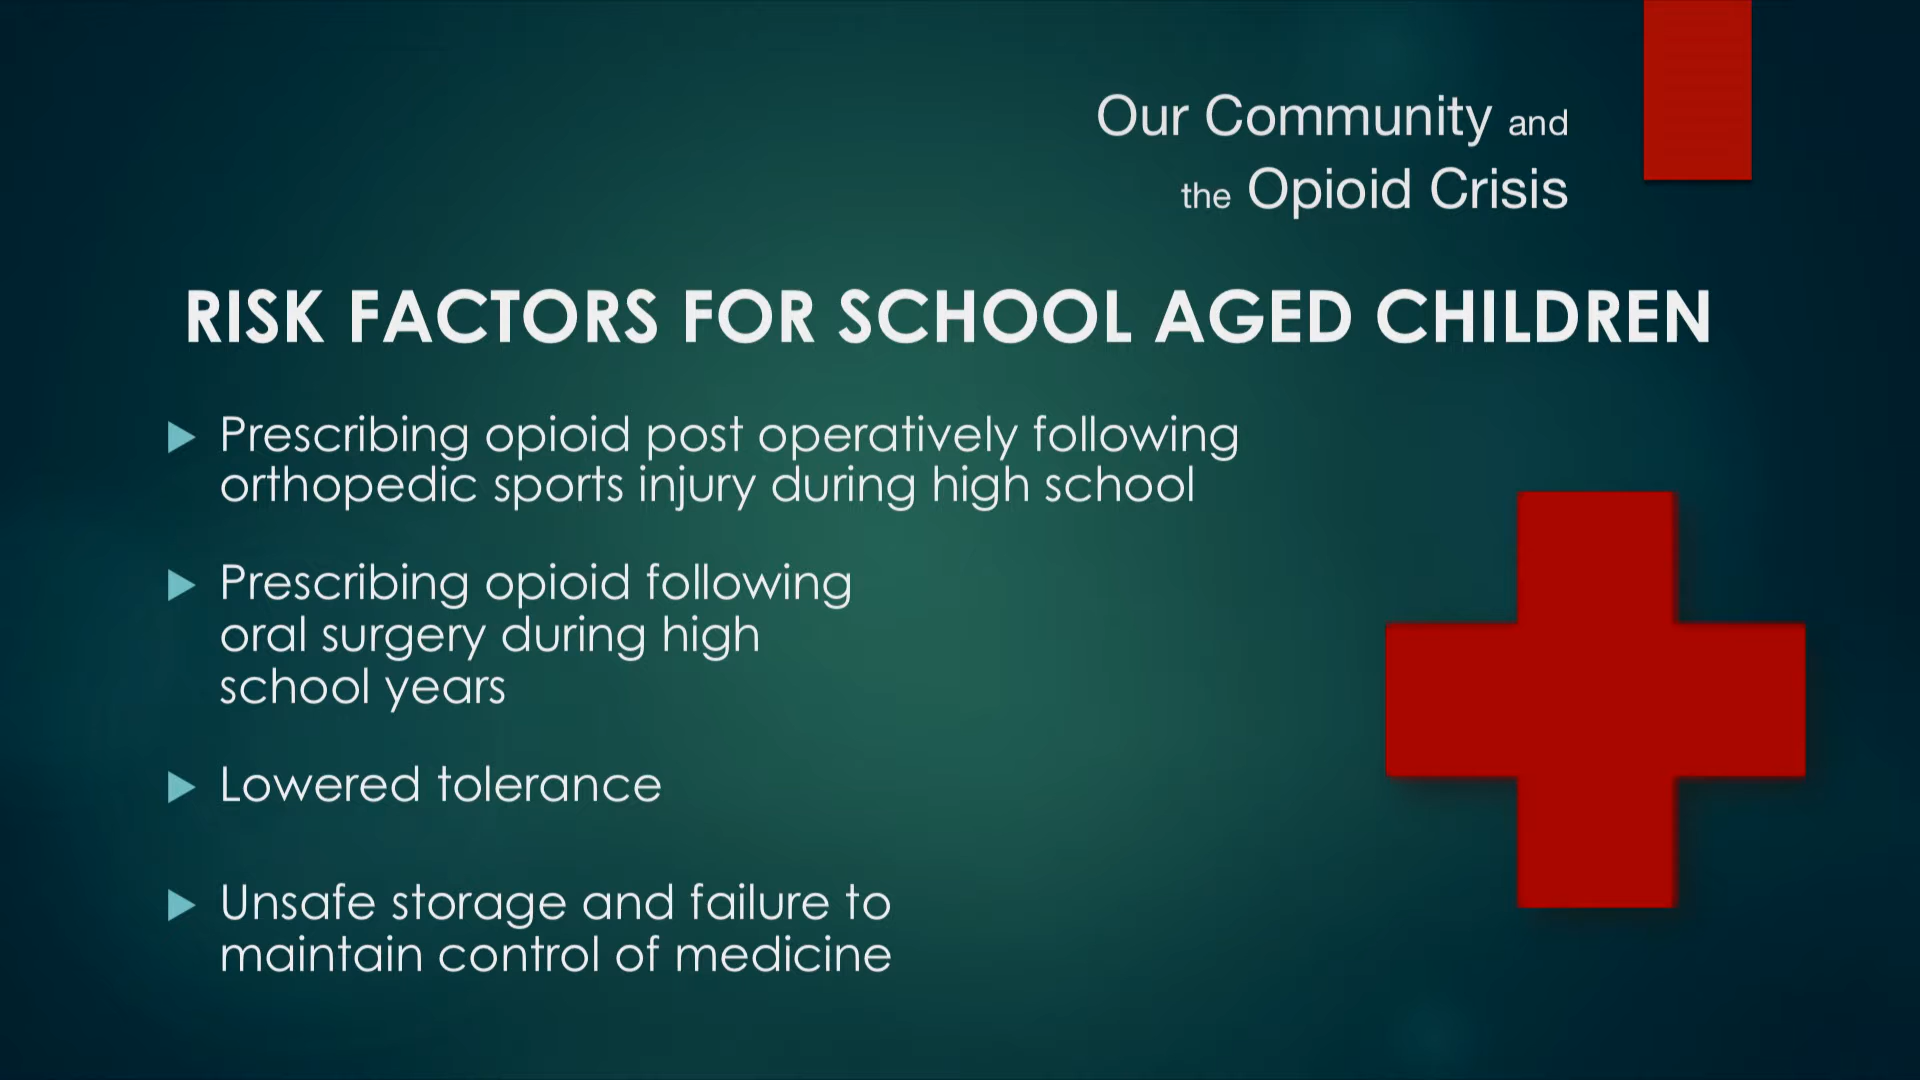 Our Community and
the Opioid Crisis
RISK FACTORS FOR SCHOOL AGED CHILDREN
Prescribing opioid post operatively following
orthopedic sports injury during high school
Prescribing opioid following
oral surgery during high
school years
Lowered tolerance
Unsafe storage and failure to
maintain control of medicine